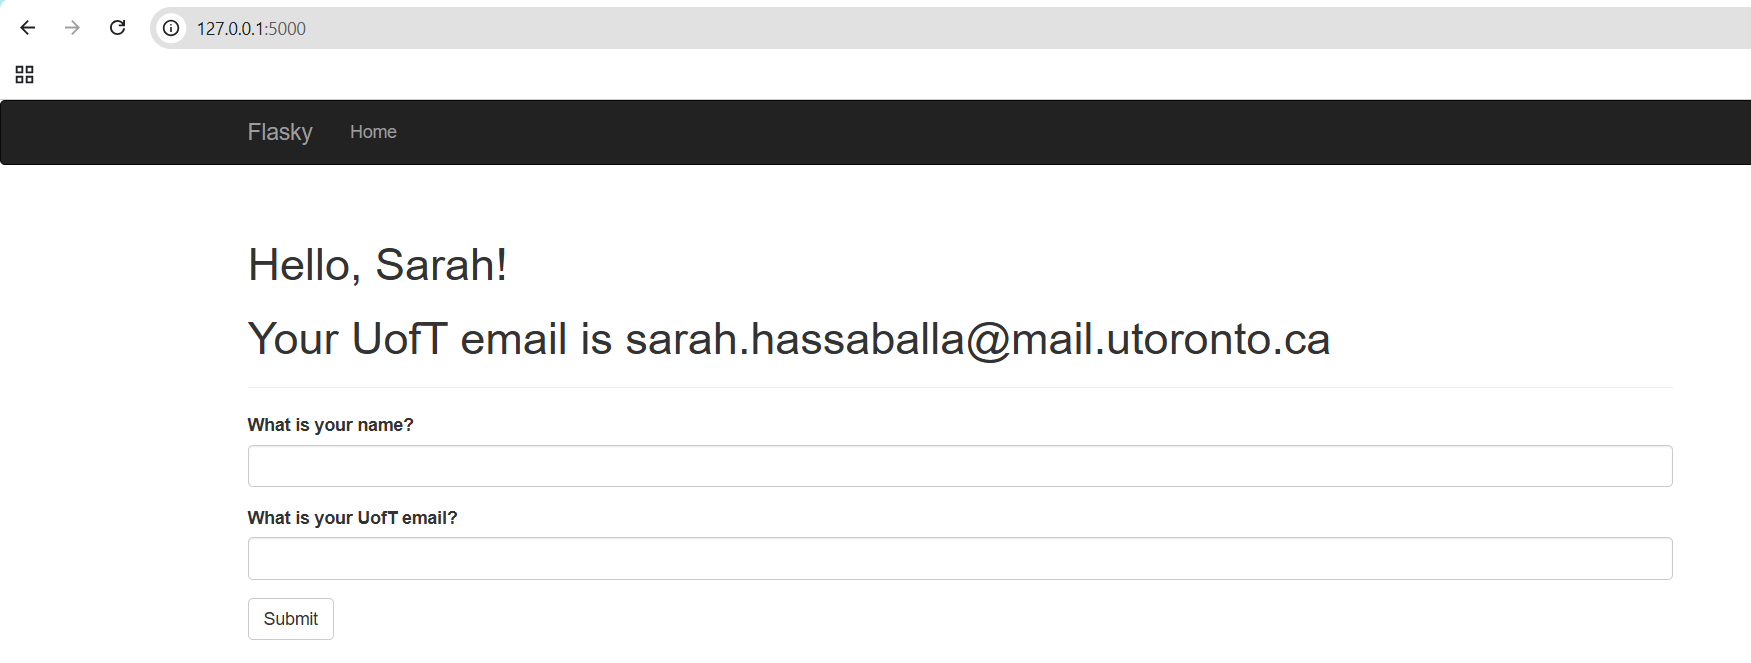 127.0.0.1:5000
Flasky Home
Hello, Sarah!
Your UofT email is sarah.hassaballa@mail.utoronto.ca
What is your name?
What is your UofT email?
Submit